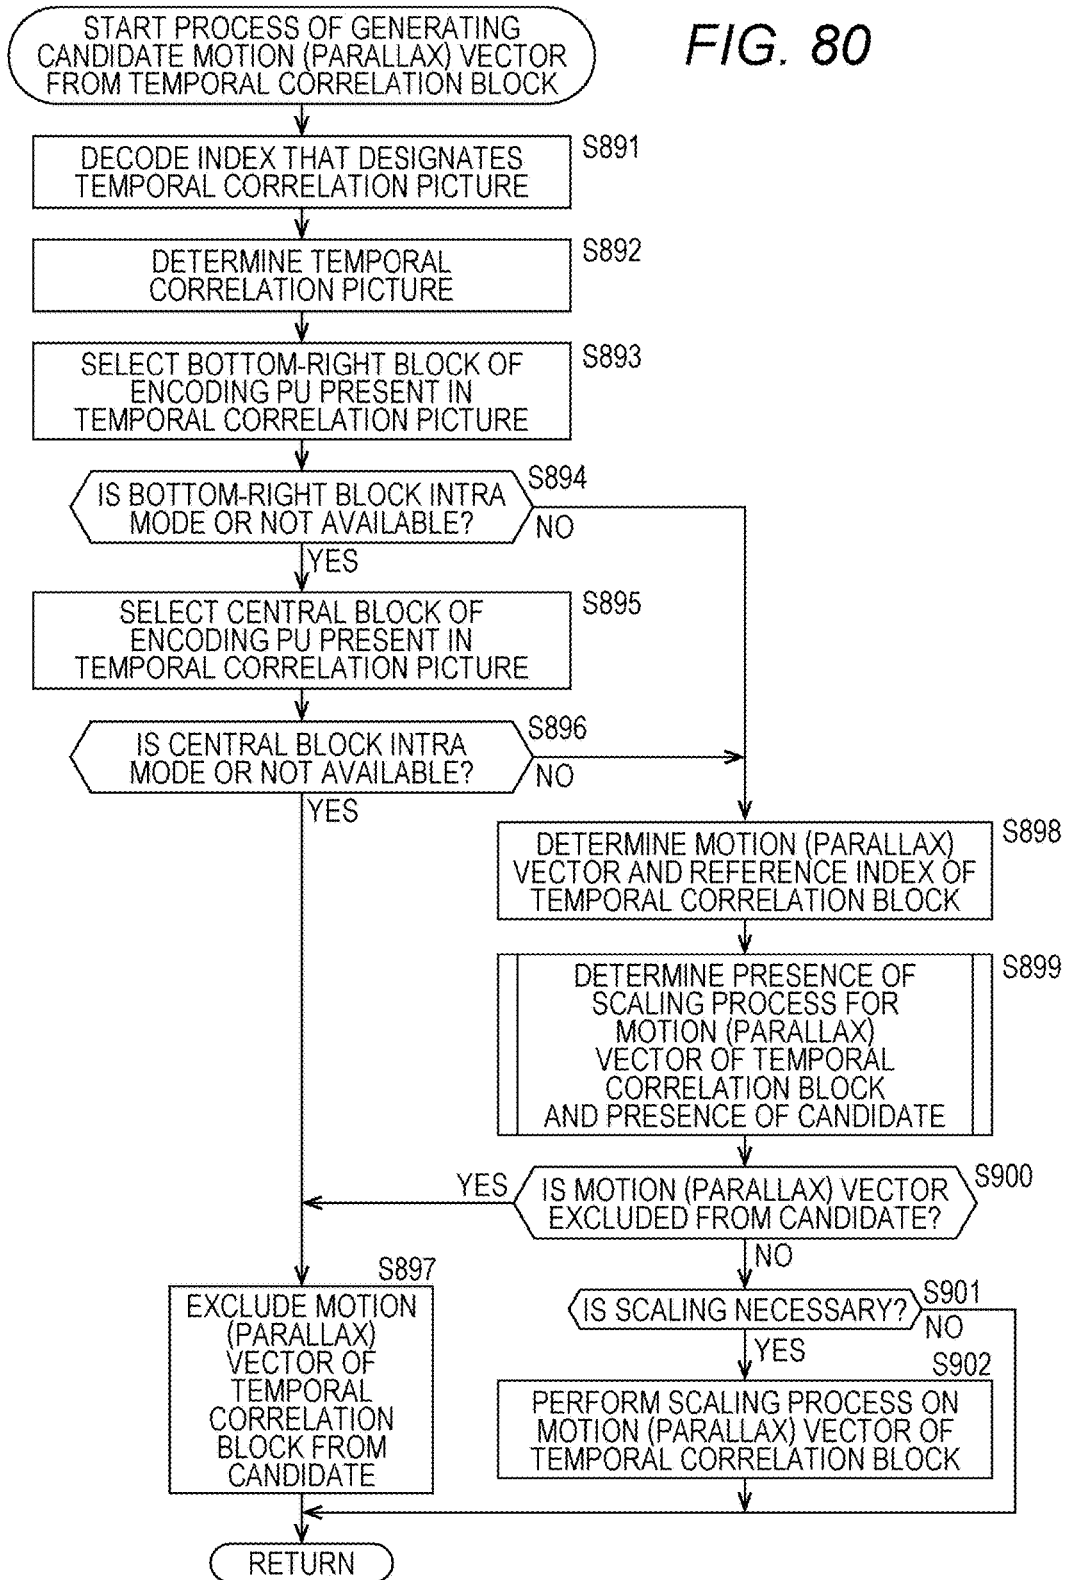 FIG. 80
START PROCESS OF GENERATING
CANDIDATE MOTION (PARALLAX) VECTOR
FROM TEMPORAL CORRELATION BLOCK
S891
DECODE INDEX THAT DESIGNATES
TEMPORAL CORRELATION PICTURE
S892
DETERMINE TEMPORAL
CORRELATION PICTURE
S893
SELECT BOTTOM-RIGHT BLOCK OF
ENCODING PU PRESENT IN
TEMPORAL CORRELATION PICTURE
S894
IS BOTTOM-RIGHT BLOCK INTRA
MODE OR NOT AVAILABLE?
NO
YES
S895
SELECT CENTRAL BLOCK OF
ENCODING PU PRESENT IN
TEMPORAL CORRELATION PICTURE
S896
IS CENTRAL BLOCK INTRA
MODE OR NOT AVAILABLE?
NO
YES
S898
DETERMINE MOTION (PARALLAX)
VECTOR AND REFERENCE INDEX OF
TEMPORAL CORRELATION BLOCK
S899
DETERMINE PRESENCE OF
SCALING PROCESS FOR
MOTION (PARALLAX)
VECTOR OF TEMPORAL
CORRELATION BLOCK
AND PRESENCE OF CANDIDATE
S900
YES
IS MOTION (PARALLAX) VECTOR
EXCLUDED FROM CANDIDATE?
NO
S897
EXCLUDE MOTION
(PARALLAX)
VECTOR OF
TEMPORAL
CORRELATION
BLOCK FROM
CANDIDATE
S901
IS SCALING NECESSARY?
NO
YES
S902
PERFORM SCALING PROCESS ON
MOTION (PARALLAX) VECTOR OF
TEMPORAL CORRELATION BLOCK
RETURN